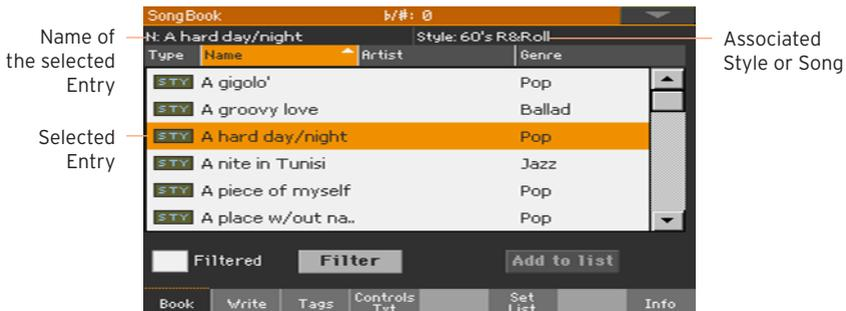 SongBook b/#: 0
Name of the selected Entry
N: A hard day/night Style: 60's R&Roll
Associated Style or Song
Type Name Artist Genre
STY A gigolo' Pop
STY A groovy love Ballad
Selected Entry
STY A hard day/night Pop
STY A nite in Tunisi Jazz
STY A piece of myself Pop
STY A place w/out na.. Pop
Filtered Filter Add to list
Book Write Tags Controls Txt Set List Info